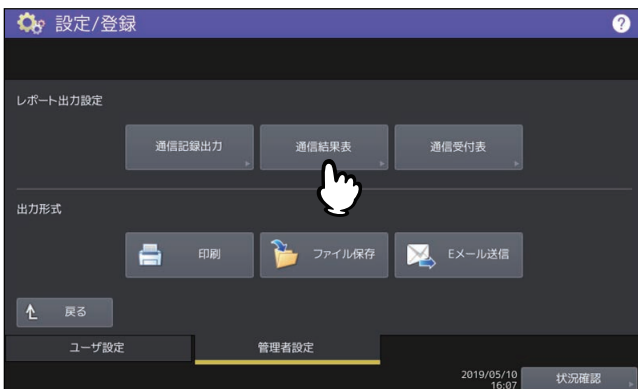 設定/登録
?
レポート出力設定
通信記録出力
通信結果表
通信受付表
出力形式
印刷
ファイル保存
Eメール送信
戻る
ユーザ設定
管理者設定
2019/05/10
16:07
状況確認